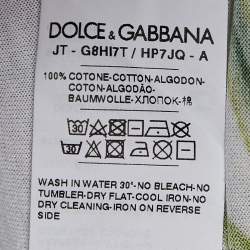 DOLCE & GABBANA
JT - G8HI7T / HP7JQ - A
100% COTONE-COTTON-ALGODON-
COTON-ALGODÃO-
BAUMWOLLE-ХЛОПОК-棉
30
WASH IN WATER 30°-NO BLEACH-NO
TUMBLER-DRY FLAT-COOL IRON-NO
DRY CLEANING-IRON ON REVERSE
SIDE